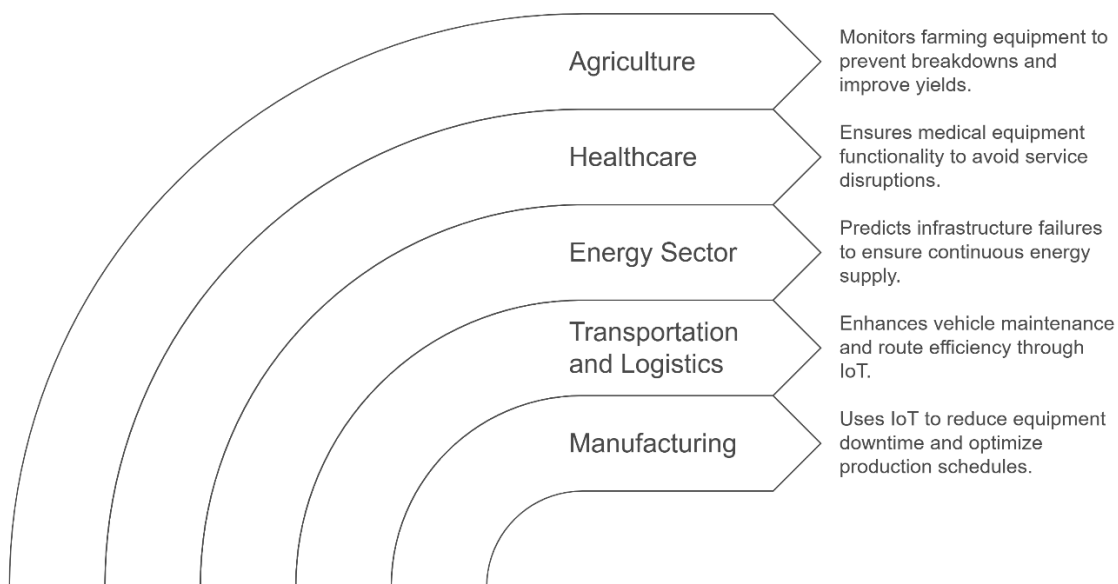 Agriculture
Monitors farming equipment to
prevent breakdowns and
improve yields.
Healthcare
Ensures medical equipment
functionality to avoid service
disruptions.
Energy Sector
Predicts infrastructure failures
to ensure continuous energy
supply.
Transportation
and Logistics
Enhances vehicle maintenance
and route efficiency through
IoT.
Manufacturing
Uses IoT to reduce equipment
downtime and optimize
production schedules.